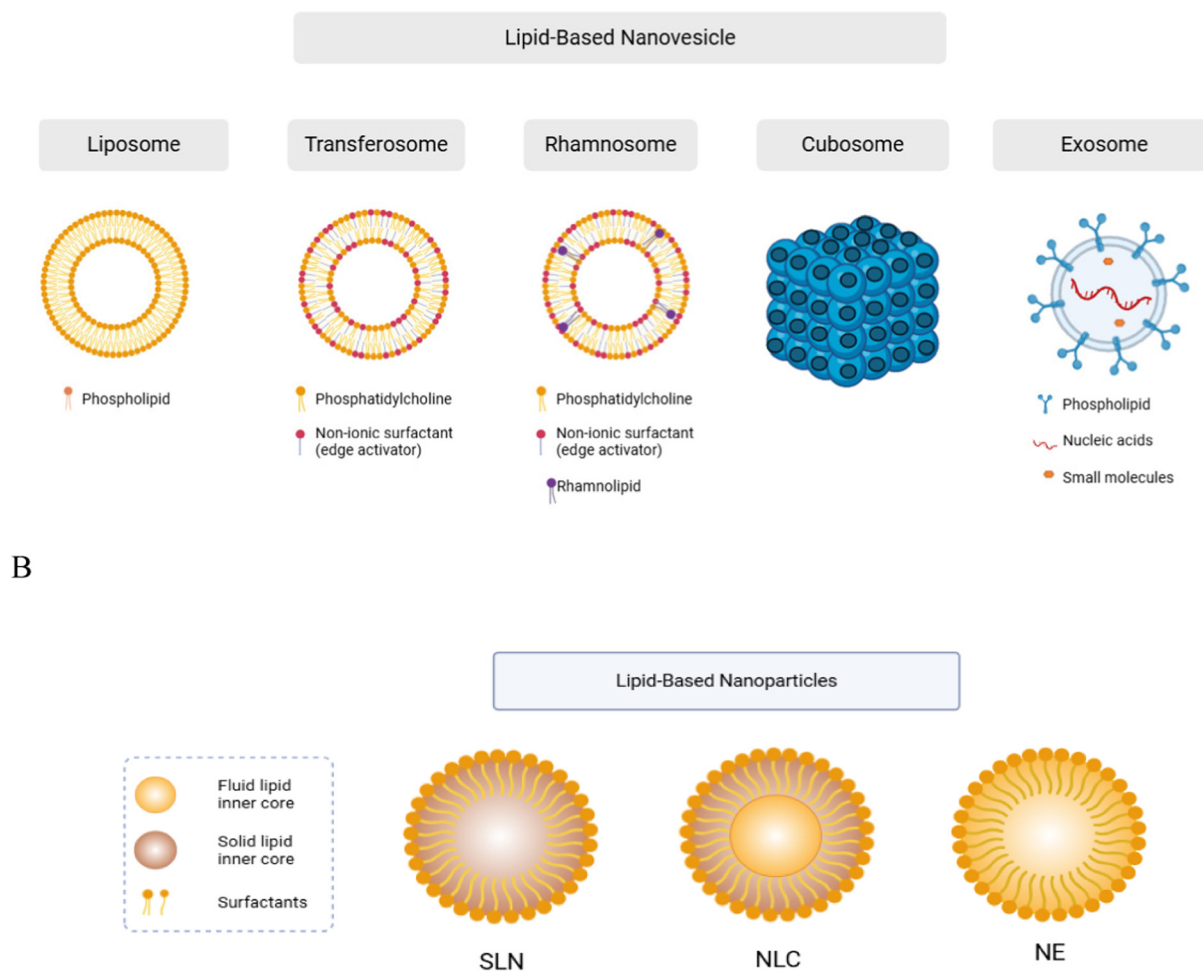 Lipid-Based Nanovesicle
Liposome
Transferosome
Rhamnosome
Cubosome
Exosome
Phospholipid
Phosphatidylcholine
Non-ionic surfactant
(edge activator)
Phosphatidylcholine
Non-ionic surfactant
(edge activator)
Rhamnolipid
Phospholipid
Nucleic acids
Small molecules
B
Lipid-Based Nanoparticles
Fluid lipid
inner core
Solid lipid
inner core
Surfactants
SLN
NLC
NE